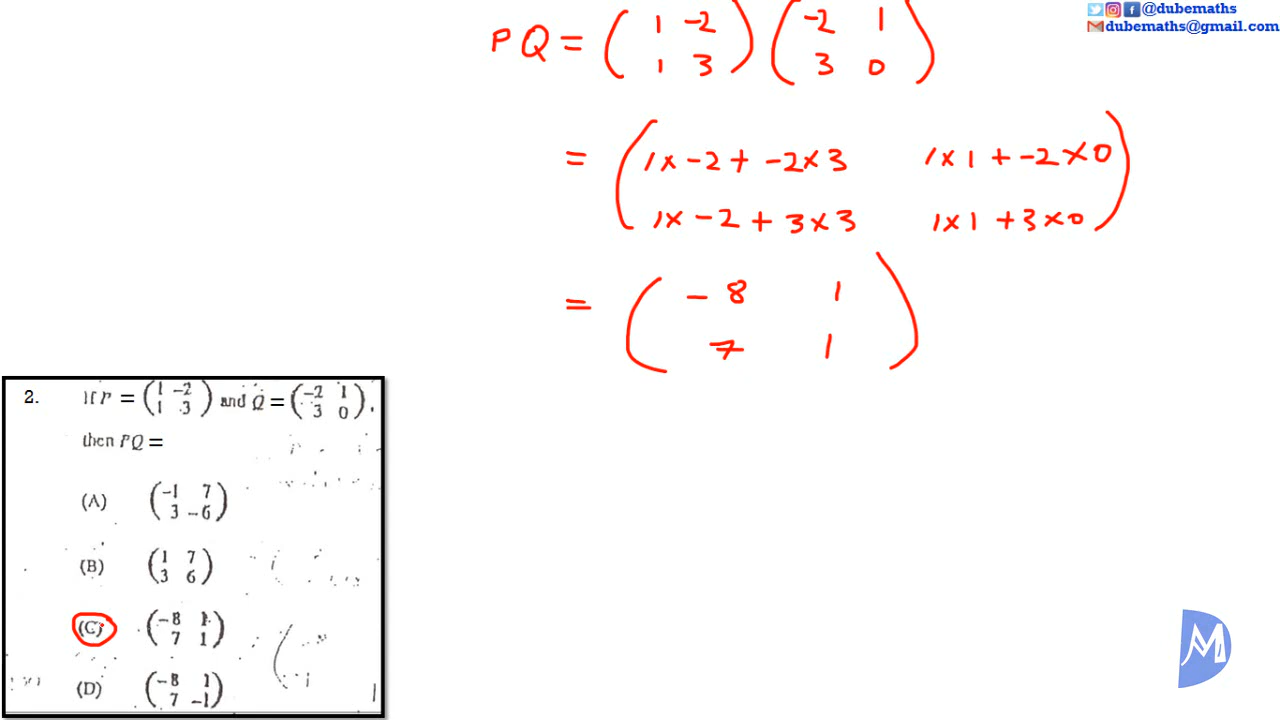 @dubemaths
dubemaths@gmail.com
PQ = ( 1 -2 ) ( -2 1 )
( 1 3 ) ( 3 0 )
= ( 1x -2 + -2x3 1x1 + -2x0 )
( 1x -2 + 3x3 1x1 + 3x0 )
= ( -8 1 )
( 7 1 )
2. If P = ( 1 -2 ) and Q = ( -2 1 ) ,
( 1 3 ) ( 3 0 )
then PQ =
(A) ( -1 7 )
( 3 -6 )
(B) ( 1 7 )
( 3 6 )
(C) ( -8 1 )
( 7 1 )
(D) ( -8 1 )
( 7 -1 )
DM